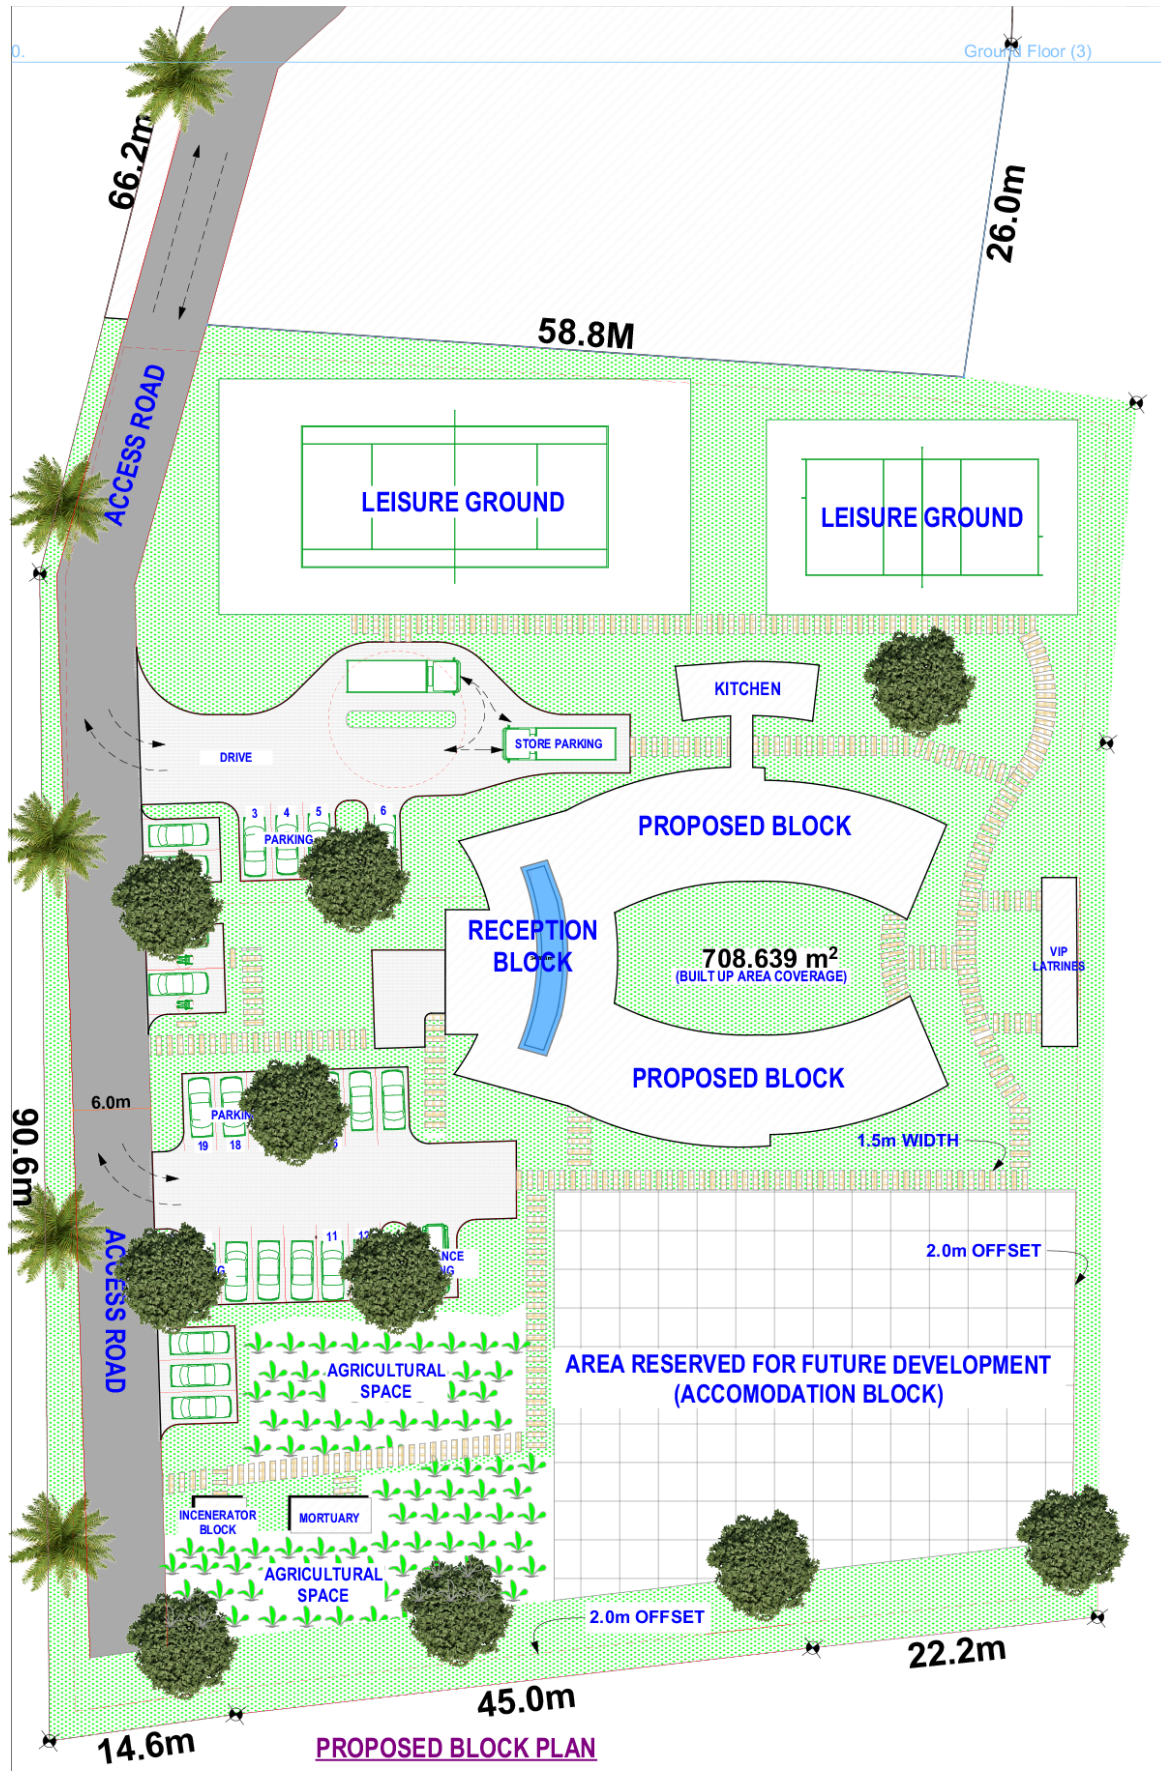 0.
Ground Floor (3)
66.2m
26.0m
58.8M
ACCESS ROAD
LEISURE GROUND
LEISURE GROUND
KITCHEN
STORE PARKING
DRIVE
3
4
5
6
PARKING
PROPOSED BLOCK
RECEPTION
BLOCK
708.639 m²
(BUILT UP AREA COVERAGE)
VIP
LATRINES
PROPOSED BLOCK
6.0m
19
18
1.5m WIDTH
90.6m
11
2.0m OFFSET
ACCESS ROAD
AGRICULTURAL
SPACE
AREA RESERVED FOR FUTURE DEVELOPMENT
(ACCOMODATION BLOCK)
INCENERATOR
BLOCK
MORTUARY
AGRICULTURAL
SPACE
2.0m OFFSET
22.2m
45.0m
14.6m
PROPOSED BLOCK PLAN